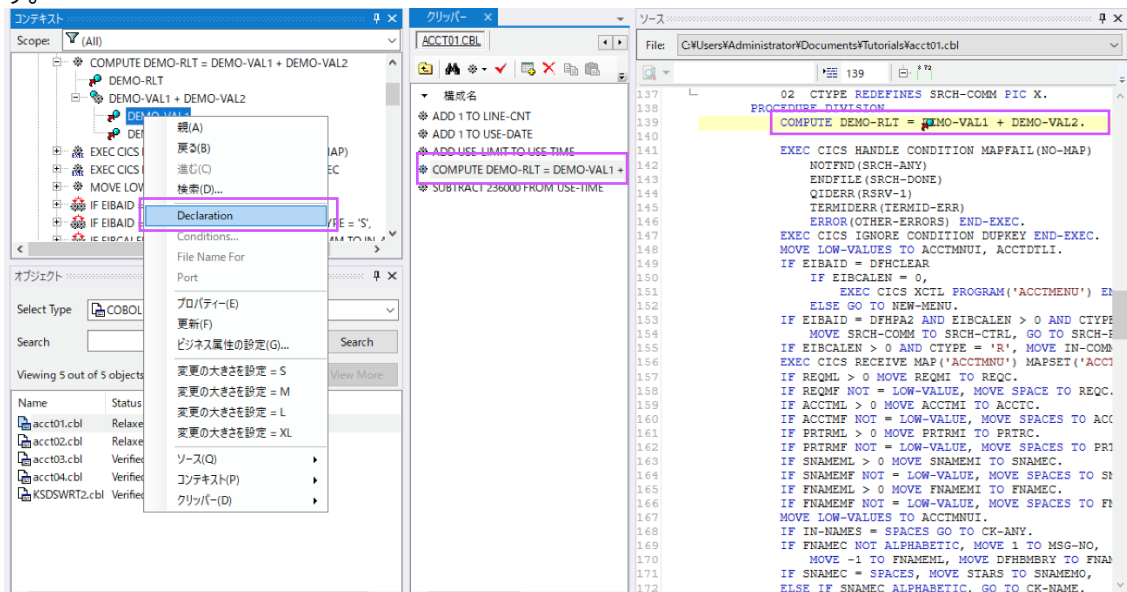 す。
コンテキスト
Scope: (All)
COMPUTE DEMO-RLT = DEMO-VAL1 + DEMO-VAL2
DEMO-RLT
DEMO-VAL1 + DEMO-VAL2
DEMO-VAL1
EXEC CICS
AP)
EXEC CICS
EC
MOVE LOW
IF EIBAID =
IF EIBAID =
YPE = 'S',
親(A)
戻る(B)
進む(C)
検索(D)...
Declaration
Conditions...
File Name For
Port
プロパティー(E)
更新(F)
ビジネス属性の設定(G)...
変更の大きさを設定 = S
変更の大きさを設定 = M
変更の大きさを設定 = L
変更の大きさを設定 = XL
ソース(Q)
コンテキスト(P)
クリッパー(D)
オブジェクト
Select Type COBOL
Search
Search
Viewing 5 out of 5 objects
View More
Name Status
acct01.cbl Relaxe
acct02.cbl Relaxe
acct03.cbl Verified
acct04.cbl Verified
KSDSWRT2.cbl Verified
クリッパー
ACCT01.CBL
構成名
ADD 1 TO LINE-CNT
ADD 1 TO USE-DATE
ADD USE-LIMIT TO USE-TIME
COMPUTE DEMO-RLT = DEMO-VAL1 +
SUBTRACT 236000 FROM USE-TIME
ソース
File: C:¥Users¥Administrator¥Documents¥Tutorials¥acct01.cbl
139
72
137 02 CTYPE REDEFINES SRCH-COMM PIC X.
138 PROCEDURE DIVISION
139 COMPUTE DEMO-RLT = DEMO-VAL1 + DEMO-VAL2.
140
141 EXEC CICS HANDLE CONDITION MAPFAIL(NO-MAP)
142 NOTFND(SRCH-ANY)
143 ENDFILE(SRCH-DONE)
144 QIDERR(RSRV-1)
145 TERMIDERR(TERMID-ERR)
146 ERROR(OTHER-ERRORS) END-EXEC.
147 EXEC CICS IGNORE CONDITION DUPKEY END-EXEC.
148 MOVE LOW-VALUES TO ACCTMNUI, ACCTDTLI.
149 IF EIBAID = DFHCLEAR
150 IF EIBCALEN = 0,
151 EXEC CICS XCTL PROGRAM('ACCTMENU') EN
152 ELSE GO TO NEW-MENU.
153 IF EIBAID = DFHPA2 AND EIBCALEN > 0 AND CTYPE
154 MOVE SRCH-COMM TO SRCH-CTRL, GO TO SRCH-F
155 IF EIBCALEN > 0 AND CTYPE = 'R', MOVE IN-COMM
156 EXEC CICS RECEIVE MAP('ACCTMNU') MAPSET('ACCT
157 IF REQML > 0 MOVE REQMI TO REQC.
158 IF REQMF NOT = LOW-VALUE, MOVE SPACE TO REQC.
159 IF ACCTML > 0 MOVE ACCTMI TO ACCTC.
160 IF ACCTMF NOT = LOW-VALUE, MOVE SPACES TO ACC
161 IF PRTRML > 0 MOVE PRTRMI TO PRTRC.
162 IF PRTRMF NOT = LOW-VALUE, MOVE SPACES TO PRT
163 IF SNAMEML > 0 MOVE SNAMEMI TO SNAMEC.
164 IF SNAMEMF NOT = LOW-VALUE, MOVE SPACES TO SN
165 IF FNAMEML > 0 MOVE FNAMEMI TO FNAMEC.
166 IF FNAMEMF NOT = LOW-VALUE, MOVE SPACES TO FN
167 MOVE LOW-VALUES TO ACCTMNUI.
168 IF IN-NAMES = SPACES GO TO CK-ANY.
169 IF FNAMEC NOT ALPHABETIC, MOVE 1 TO MSG-NO,
170 MOVE -1 TO FNAMEML, MOVE DFHBMBRY TO FNAM
171 IF SNAMEC = SPACES, MOVE STARS TO SNAMEMO,
172 ELSE IF SNAMEC ALPHABETIC, GO TO CK-NAME.